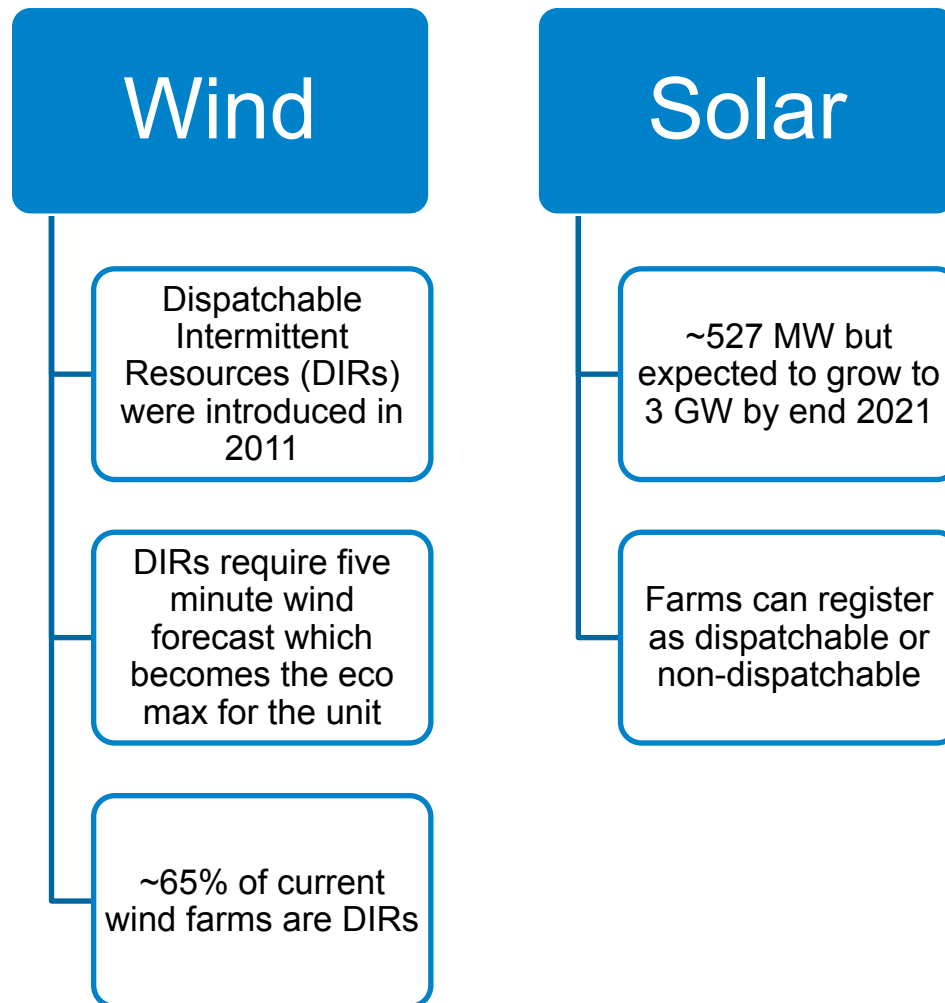 Wind
Dispatchable
Intermittent
Resources (DIRs)
were introduced in
2011
DIRs require five
minute wind
forecast which
becomes the eco
max for the unit
~65% of current
wind farms are DIRs
Solar
~527 MW but
expected to grow to
3 GW by end 2021
Farms can register
as dispatchable or
non-dispatchable